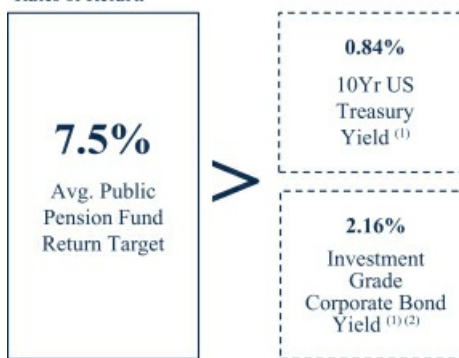 7.5%
Avg. Public
Pension Fund
Return Target
>
0.84%
10Yr US
Treasury
Yield (1)
2.16%
Investment
Grade
Corporate Bond
Yield (1) (2)